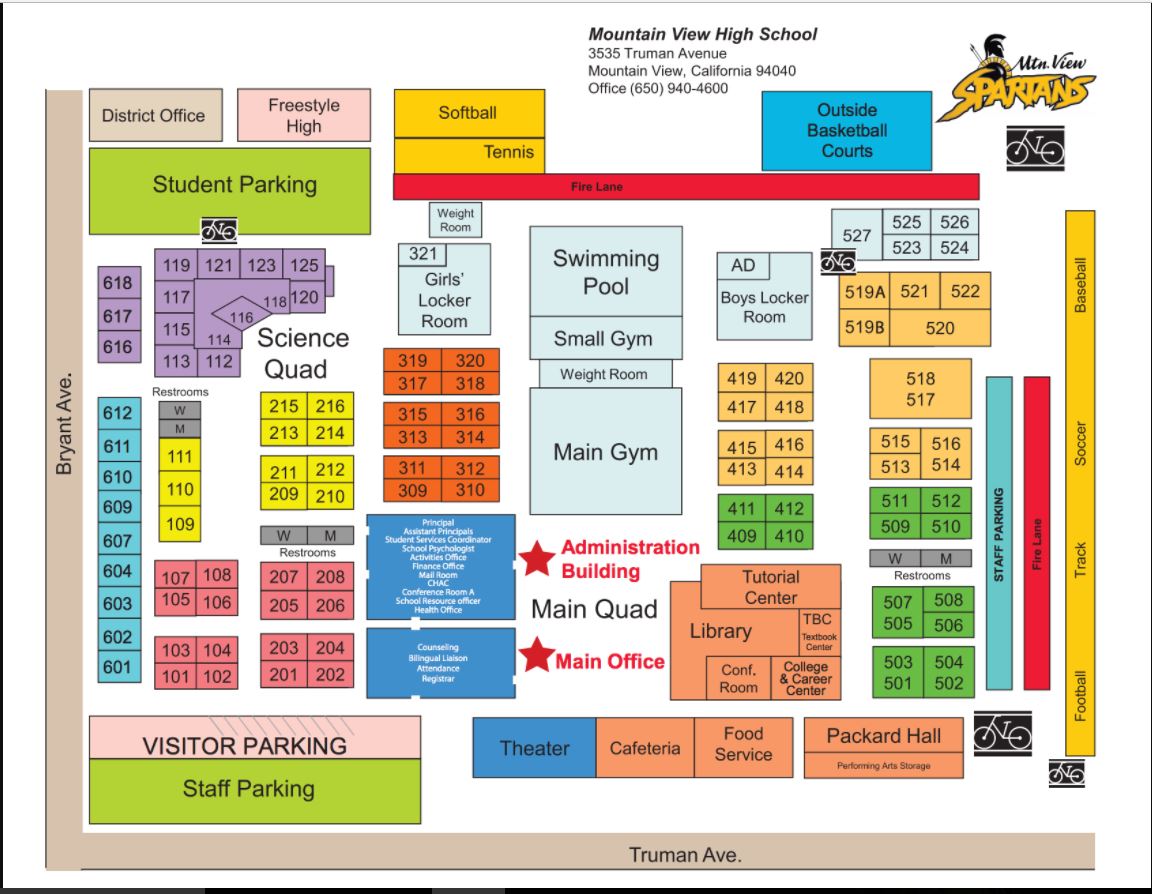 Mountain View High School
3535 Truman Avenue
Mountain View, California 94040
Office (650) 940-4600
Mtn. View
SPARTANS
District Office
Freestyle
High
Softball
Tennis
Outside
Basketball
Courts
Student Parking
Fire Lane
Weight
Room
321
Girls'
Locker
Room
Swimming
Pool
Small Gym
Weight Room
Main Gym
AD
Boys Locker
Room
527
525 526
523 524
519A 521 522
519B 520
518
517
515 516
513 514
511 512
509 510
W M
Restrooms
507 508
505 506
503 504
501 502
618
617
616
119 121 123 125
117
118 120
116
115
114
113 112
Science
Quad
Restrooms
W
M
111
110
109
612
611
610
609
607
604
603
602
601
215 216
213 214
211 212
209 210
W M
Restrooms
207 208
205 206
203 204
201 202
107 108
105 106
103 104
101 102
319 320
317 318
315 316
313 314
311 312
309 310
419 420
417 418
415 416
413 414
411 412
409 410
Principal
Assistant Principals
Student Services Coordinator
School Psychologist
Activities Office
Finance Office
Mail Room
CHAC
Conference Room A
School Resource officer
Health Office
Administration
Building
Main Quad
Counseling
Bilingual Liaison
Attendance
Registrar
Main Office
Tutorial
Center
Library
TBC
Textbook
Center
Conf.
Room
College
& Career
Center
STAFF PARKING
Fire Lane
Baseball
Soccer
Track
Football
Bryant Ave.
VISITOR PARKING
Staff Parking
Theater
Cafeteria
Food
Service
Packard Hall
Performing Arts Storage
Truman Ave.